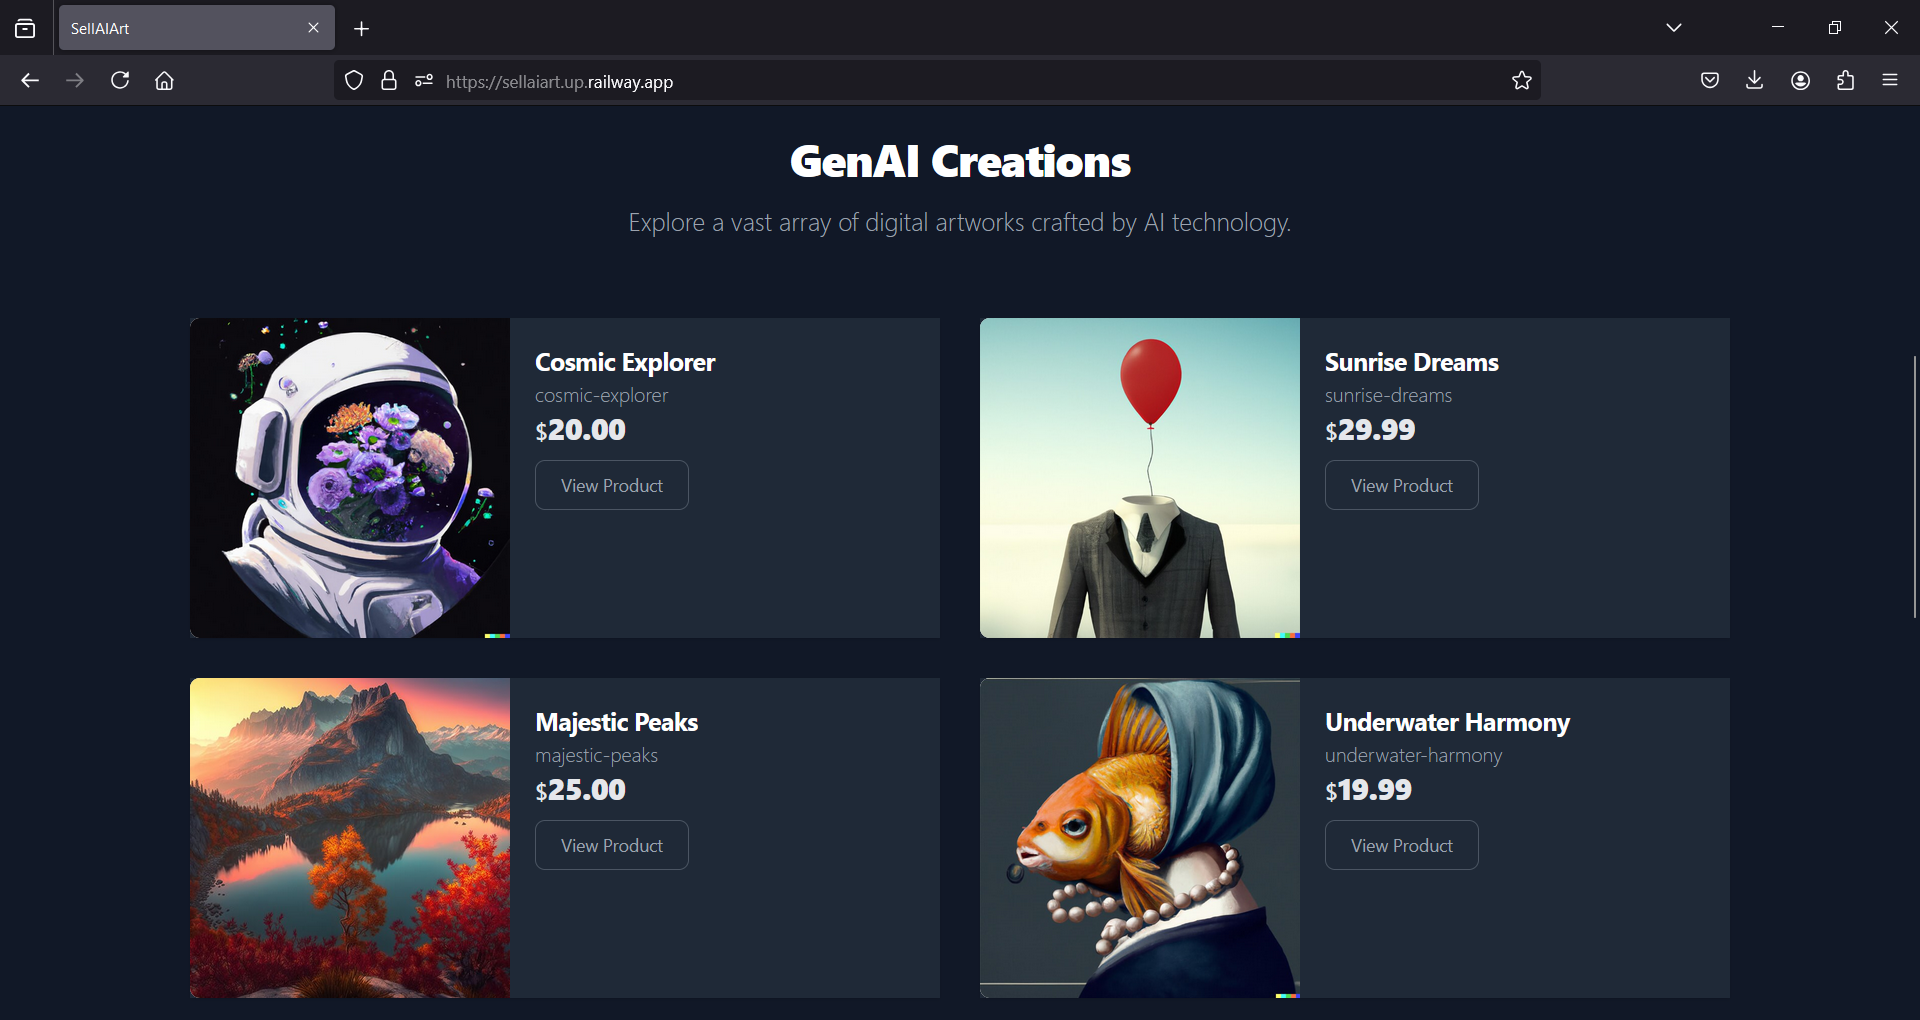 SellAIArt
https://sellaiart.up.railway.app
GenAI Creations
Explore a vast array of digital artworks crafted by AI technology.
Cosmic Explorer
cosmic-explorer
$20.00
View Product
Sunrise Dreams
sunrise-dreams
$29.99
View Product
Majestic Peaks
majestic-peaks
$25.00
View Product
Underwater Harmony
underwater-harmony
$19.99
View Product